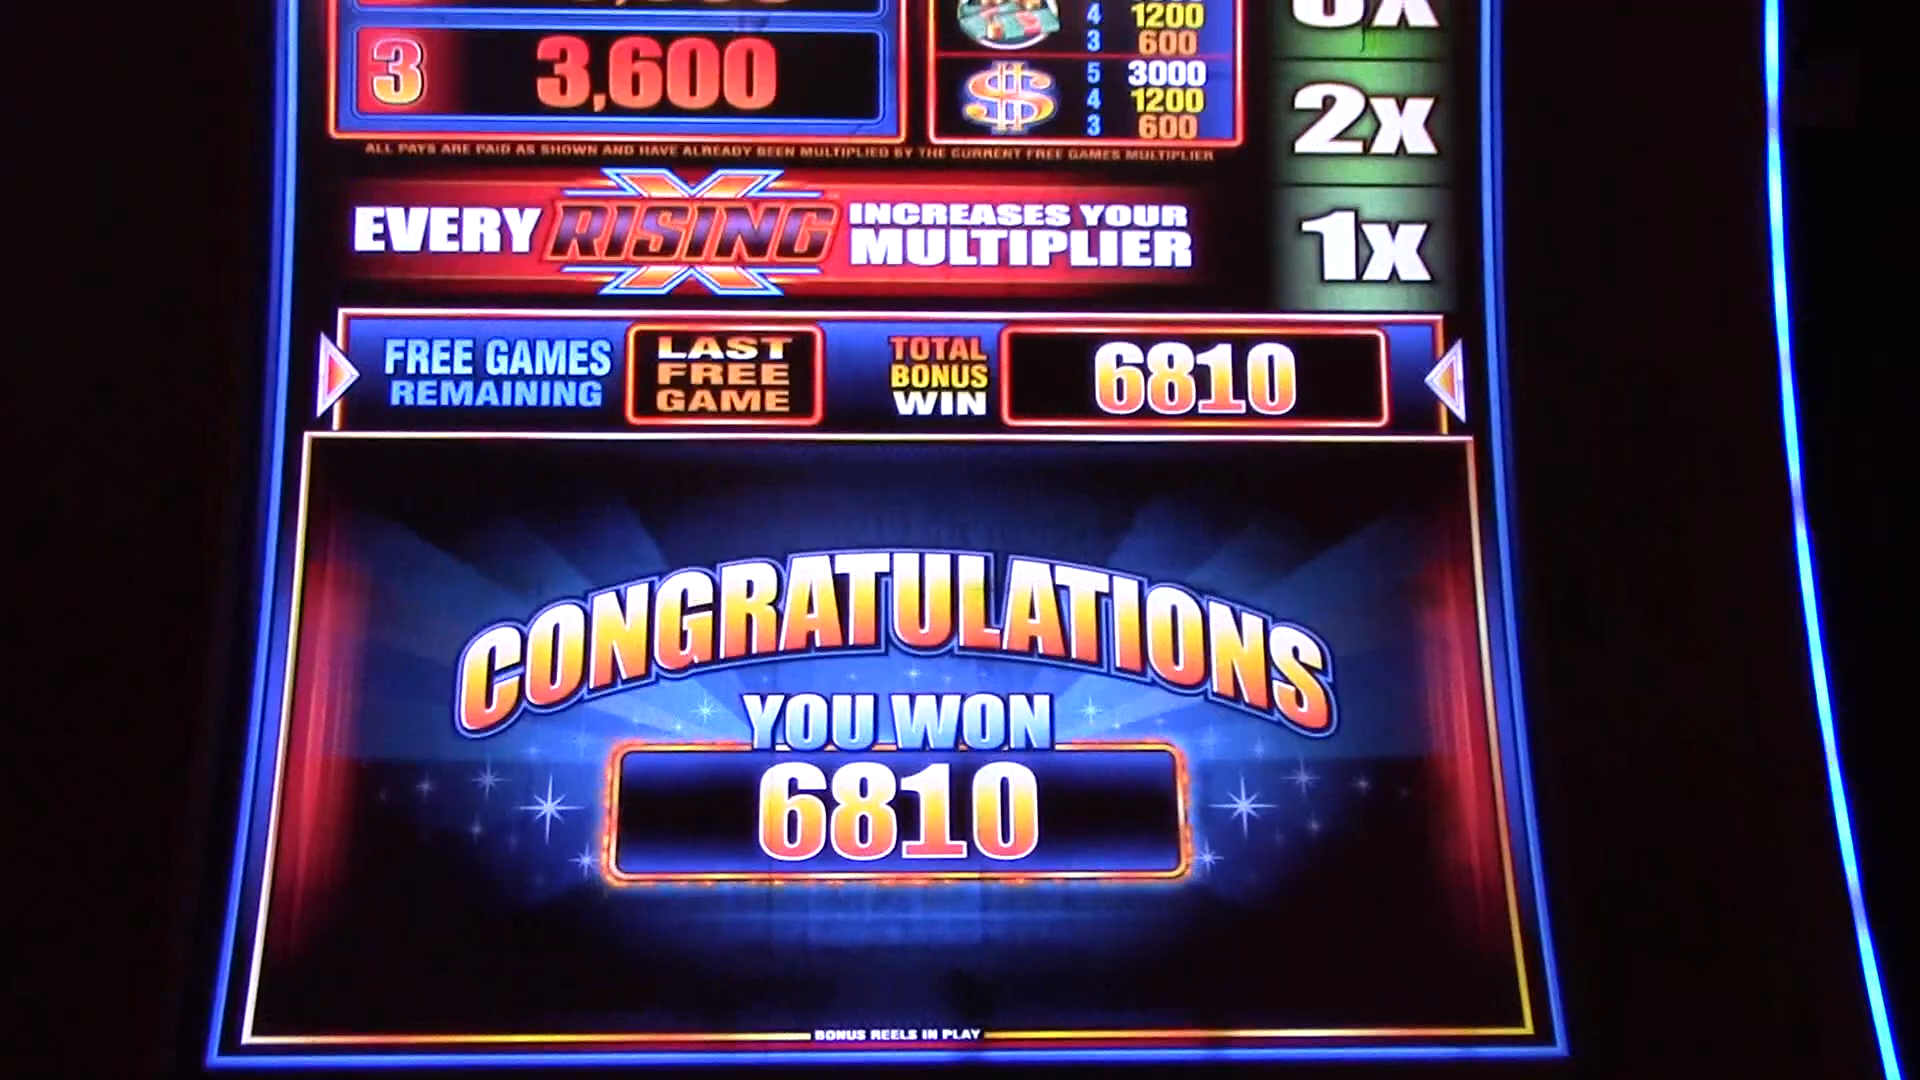 3 3,600
4 1200
3 600
5 3000
4 1200
3 600
2x
1x
ALL PAYS ARE PAID AS SHOWN AND HAVE ALREADY BEEN MULTIPLIED BY THE CURRENT FREE GAMES MULTIPLIER
EVERY RISING INCREASES YOUR
MULTIPLIER
FREE GAMES
REMAINING
LAST
FREE
GAME
TOTAL
BONUS
WIN
6810
CONGRATULATIONS
YOU WON
6810
BONUS REELS IN PLAY